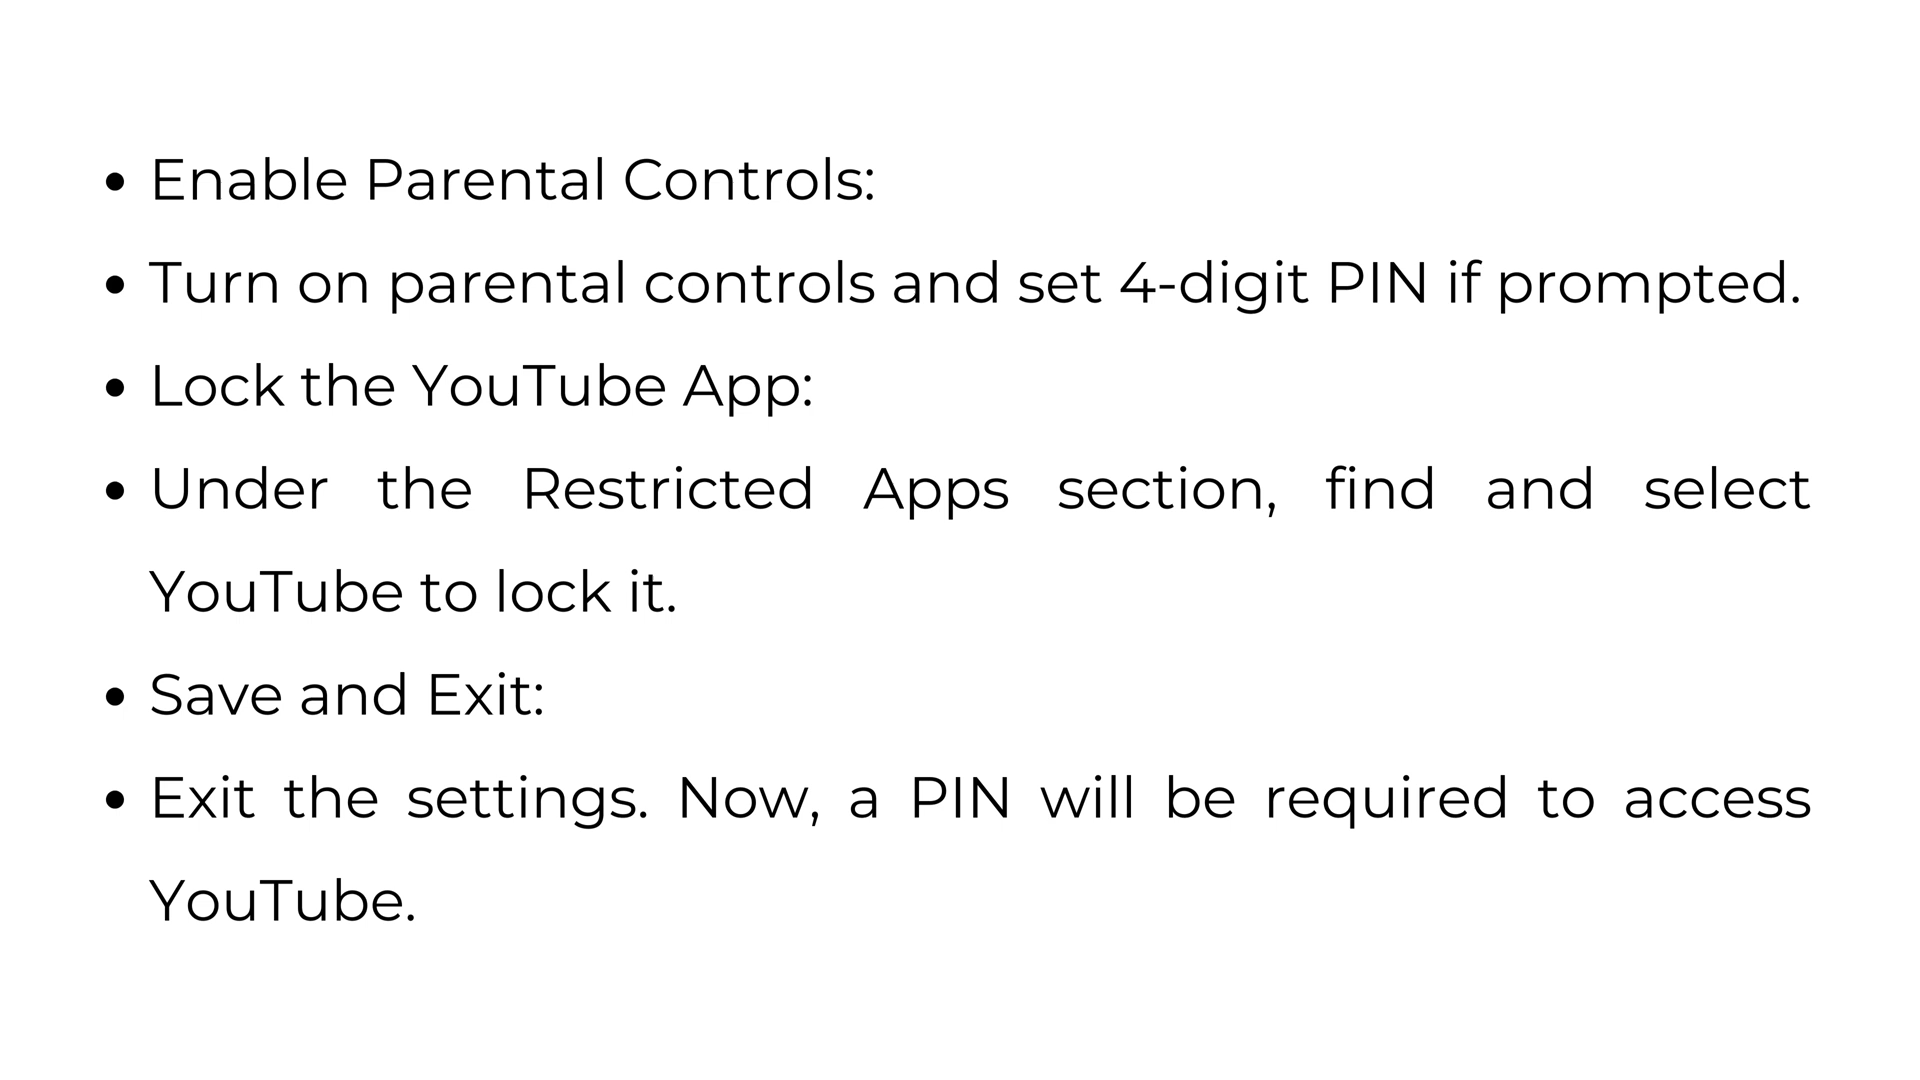 • Enable Parental Controls:
• Turn on parental controls and set 4-digit PIN if prompted.
• Lock the YouTube App:
• Under the Restricted Apps section, find and select
YouTube to lock it.
• Save and Exit:
• Exit the settings. Now, a PIN will be required to access
YouTube.